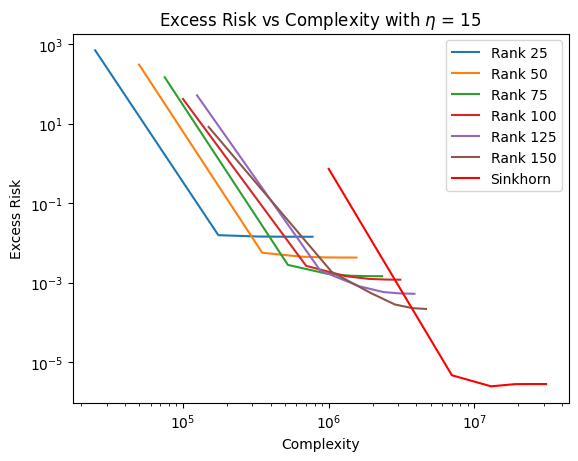 Excess Risk vs Complexity with η = 15
Excess Risk
10³
10¹
10⁻¹
10⁻³
10⁻⁵
10⁵
10⁶
10⁷
Complexity
Rank 25
Rank 50
Rank 75
Rank 100
Rank 125
Rank 150
Sinkhorn